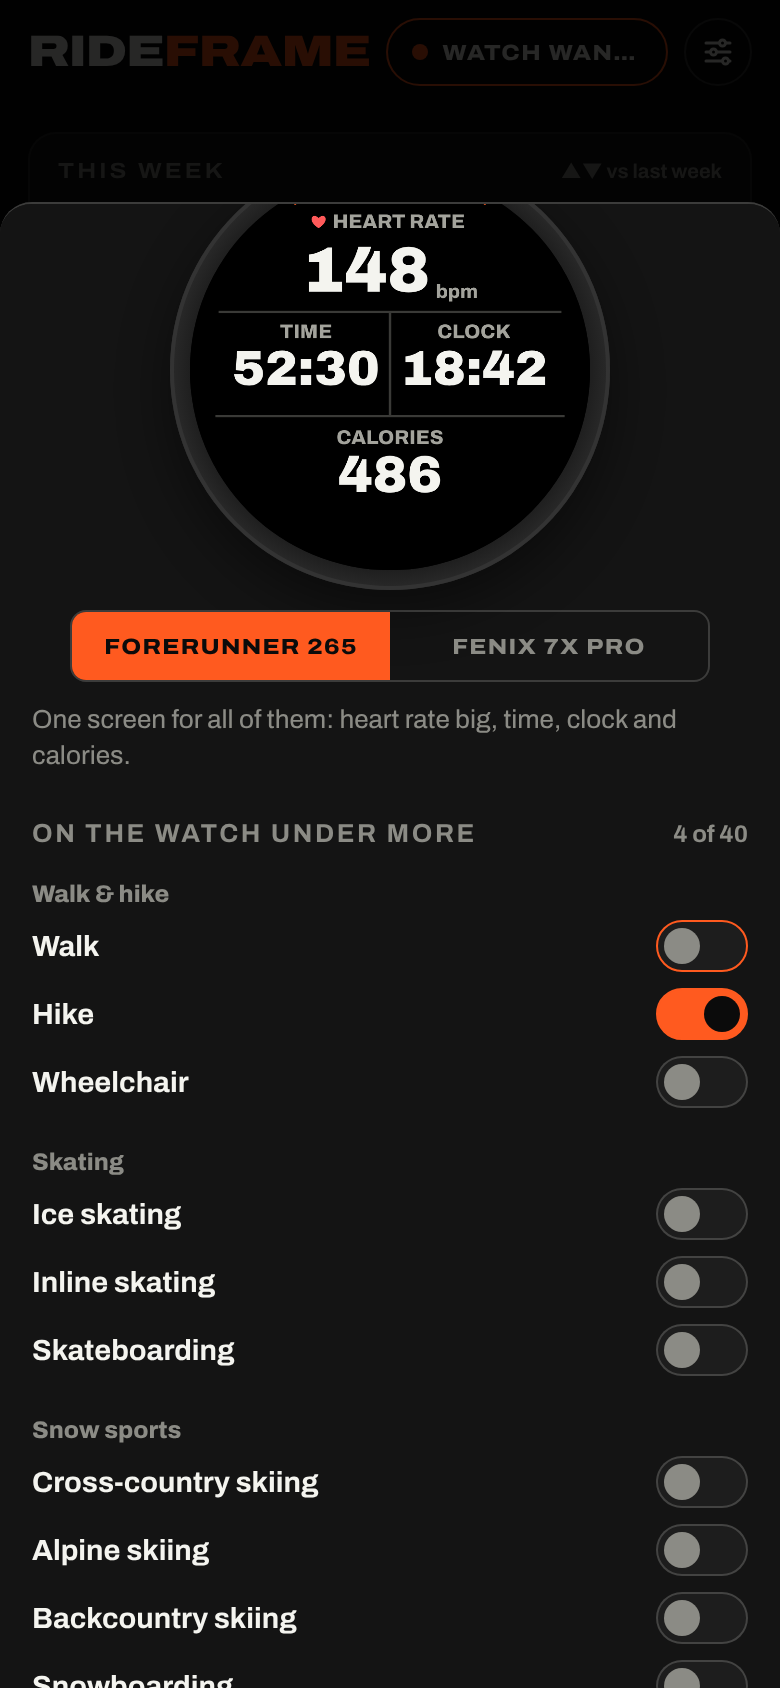 RIDEFRAME
WATCH WAN...
THIS WEEK
▲▼ vs last week
HEART RATE
148 bpm
TIME
CLOCK
52:30
18:42
CALORIES
486
FORERUNNER 265
FENIX 7X PRO
One screen for all of them: heart rate big, time, clock and
calories.
ON THE WATCH UNDER MORE
4 of 40
Walk & hike
Walk
Hike
Wheelchair
Skating
Ice skating
Inline skating
Skateboarding
Snow sports
Cross-country skiing
Alpine skiing
Backcountry skiing
Snowboarding